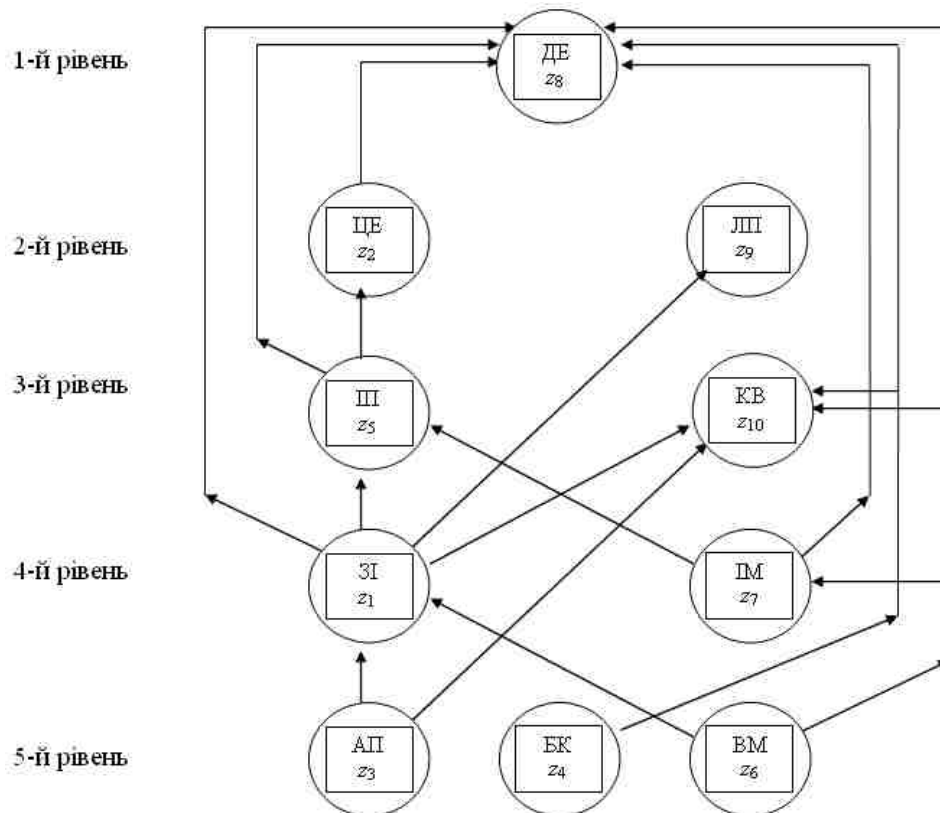 1-й рівень
ДЕ
z8
2-й рівень
ЦЕ
z2
ЛП
z9
3-й рівень
ПІ
z5
КВ
z10
4-й рівень
ЗІ
z1
ІМ
z7
5-й рівень
АП
z3
БК
z4
ВМ
z6